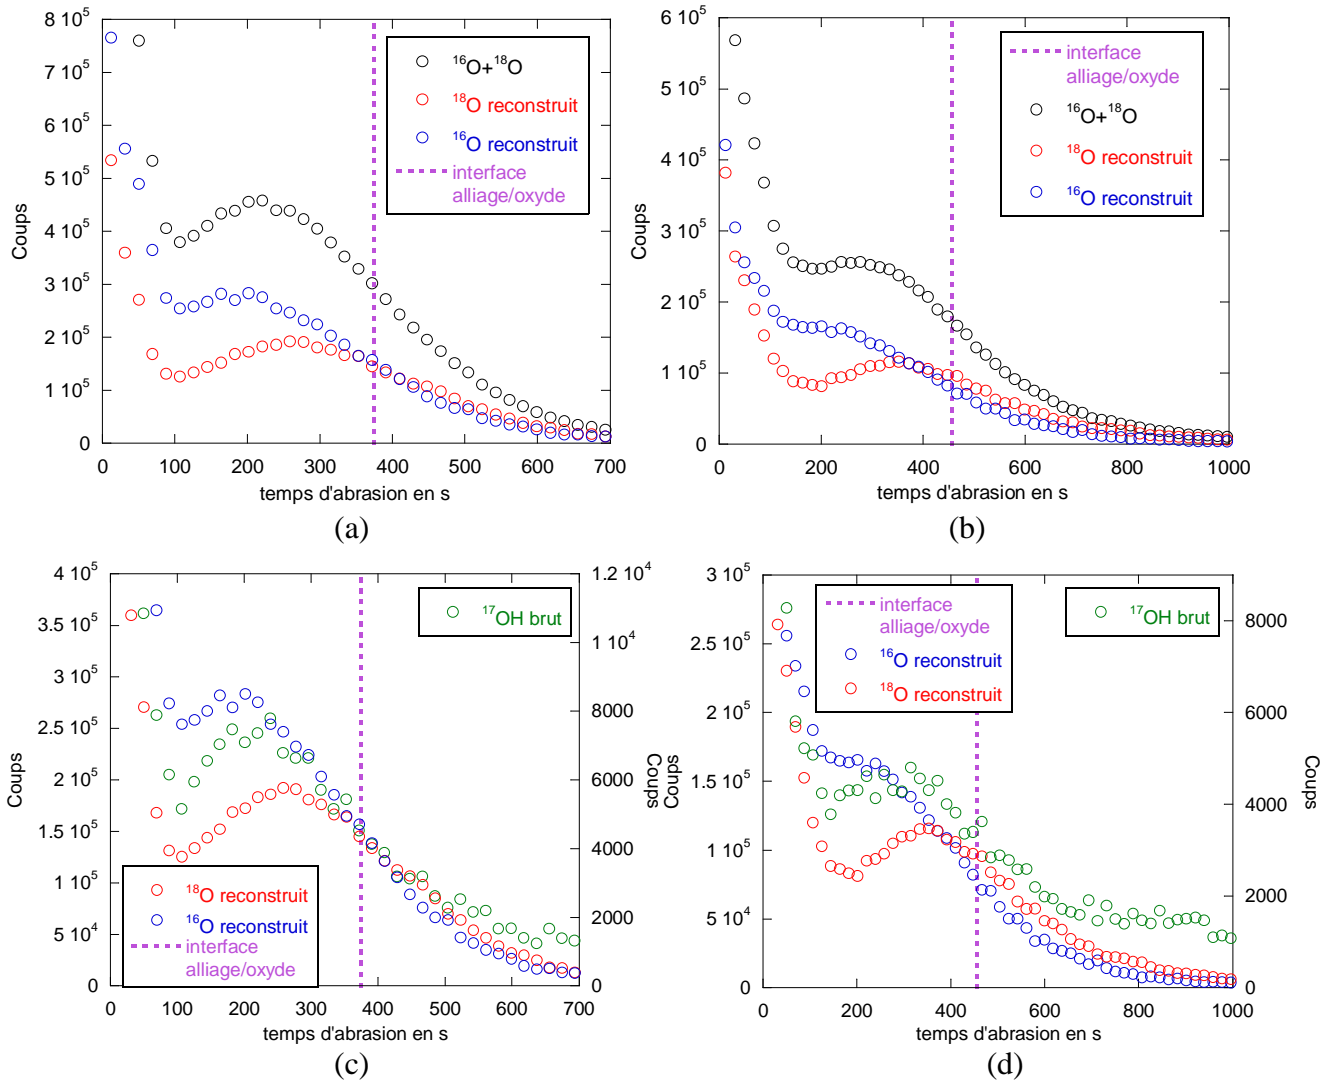 8 10⁵
7 10⁵
6 10⁵
5 10⁵
4 10⁵
3 10⁵
2 10⁵
1 10⁵
0
Coups
0 100 200 300 400 500 600 700
temps d'abrasion en s
¹⁶O+¹⁸O
¹⁸O reconstruit
¹⁶O reconstruit
interface
alliage/oxyde
(a)
6 10⁵
5 10⁵
4 10⁵
3 10⁵
2 10⁵
1 10⁵
0
Coups
0 200 400 600 800 1000
temps d'abrasion en s
interface
alliage/oxyde
¹⁶O+¹⁸O
¹⁸O reconstruit
¹⁶O reconstruit
(b)
4 10⁵
3.5 10⁵
3 10⁵
2.5 10⁵
2 10⁵
1.5 10⁵
1 10⁵
5 10⁴
0
Coups
1.2 10⁴
1 10⁴
8000
6000
4000
2000
0
Coups
0 100 200 300 400 500 600 700
temps d'abrasion en s
¹⁷OH brut
¹⁸O reconstruit
¹⁶O reconstruit
interface
alliage/oxyde
(c)
3 10⁵
2.5 10⁵
2 10⁵
1.5 10⁵
1 10⁵
5 10⁴
0
Coups
8000
6000
4000
2000
0
Coups
0 200 400 600 800 1000
temps d'abrasion en s
interface
alliage/oxyde
¹⁶O reconstruit
¹⁸O reconstruit
¹⁷OH brut
(d)